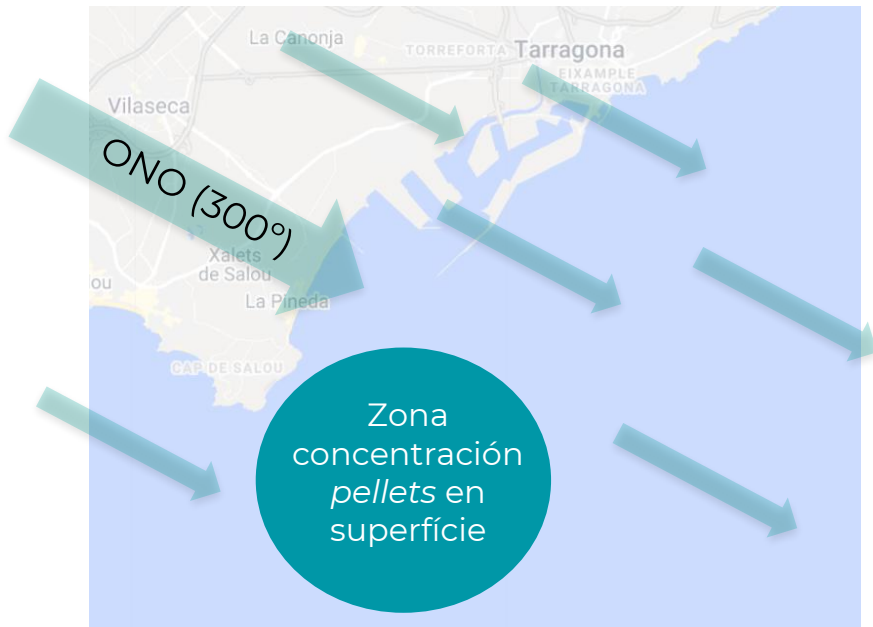 La Canonja
TORREFORTA
Tarragona
EIXAMPLE
TARRAGONA
Vilaseca
ONO (300º)
Xalets
de Salou
ou
La Pineda
CAP DE SALOU
Zona
concentración
pellets en
superfície